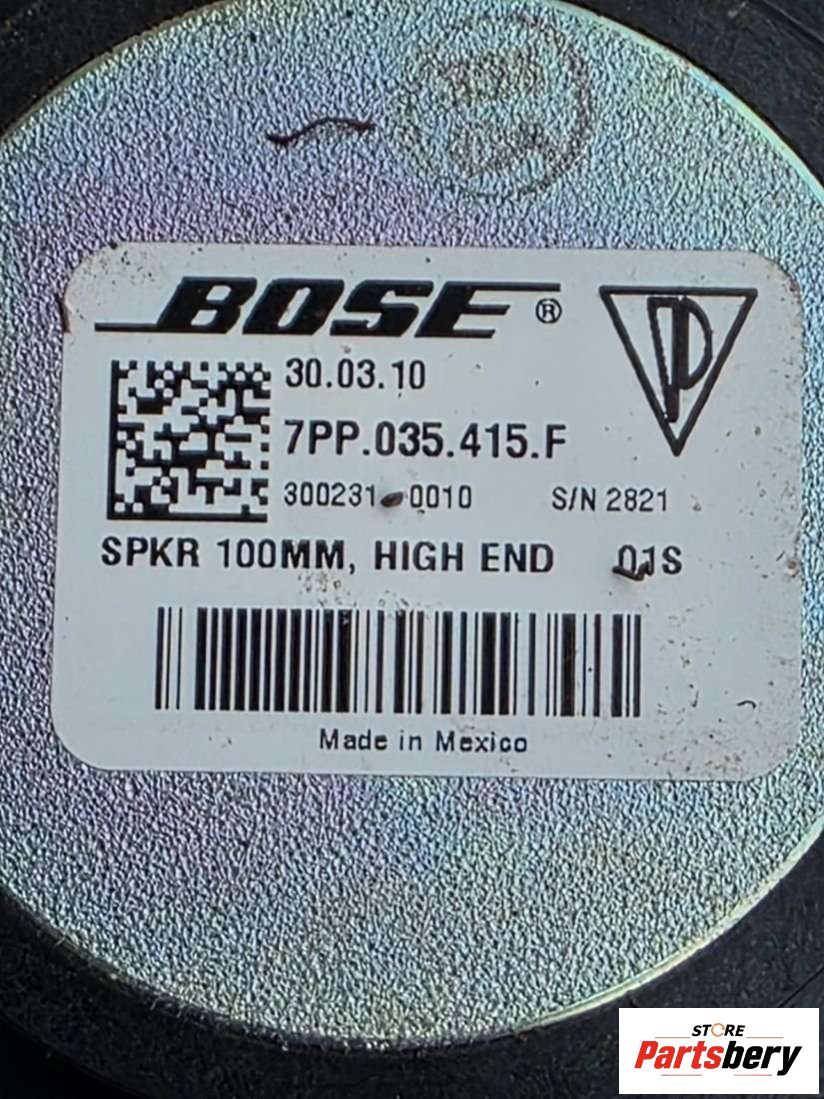 BOSE®
30.03.10
7PP.035.415.F
300231-0010 S/N 2821
SPKR 100MM, HIGH END 01S
Made in Mexico
STORE
Partsbery